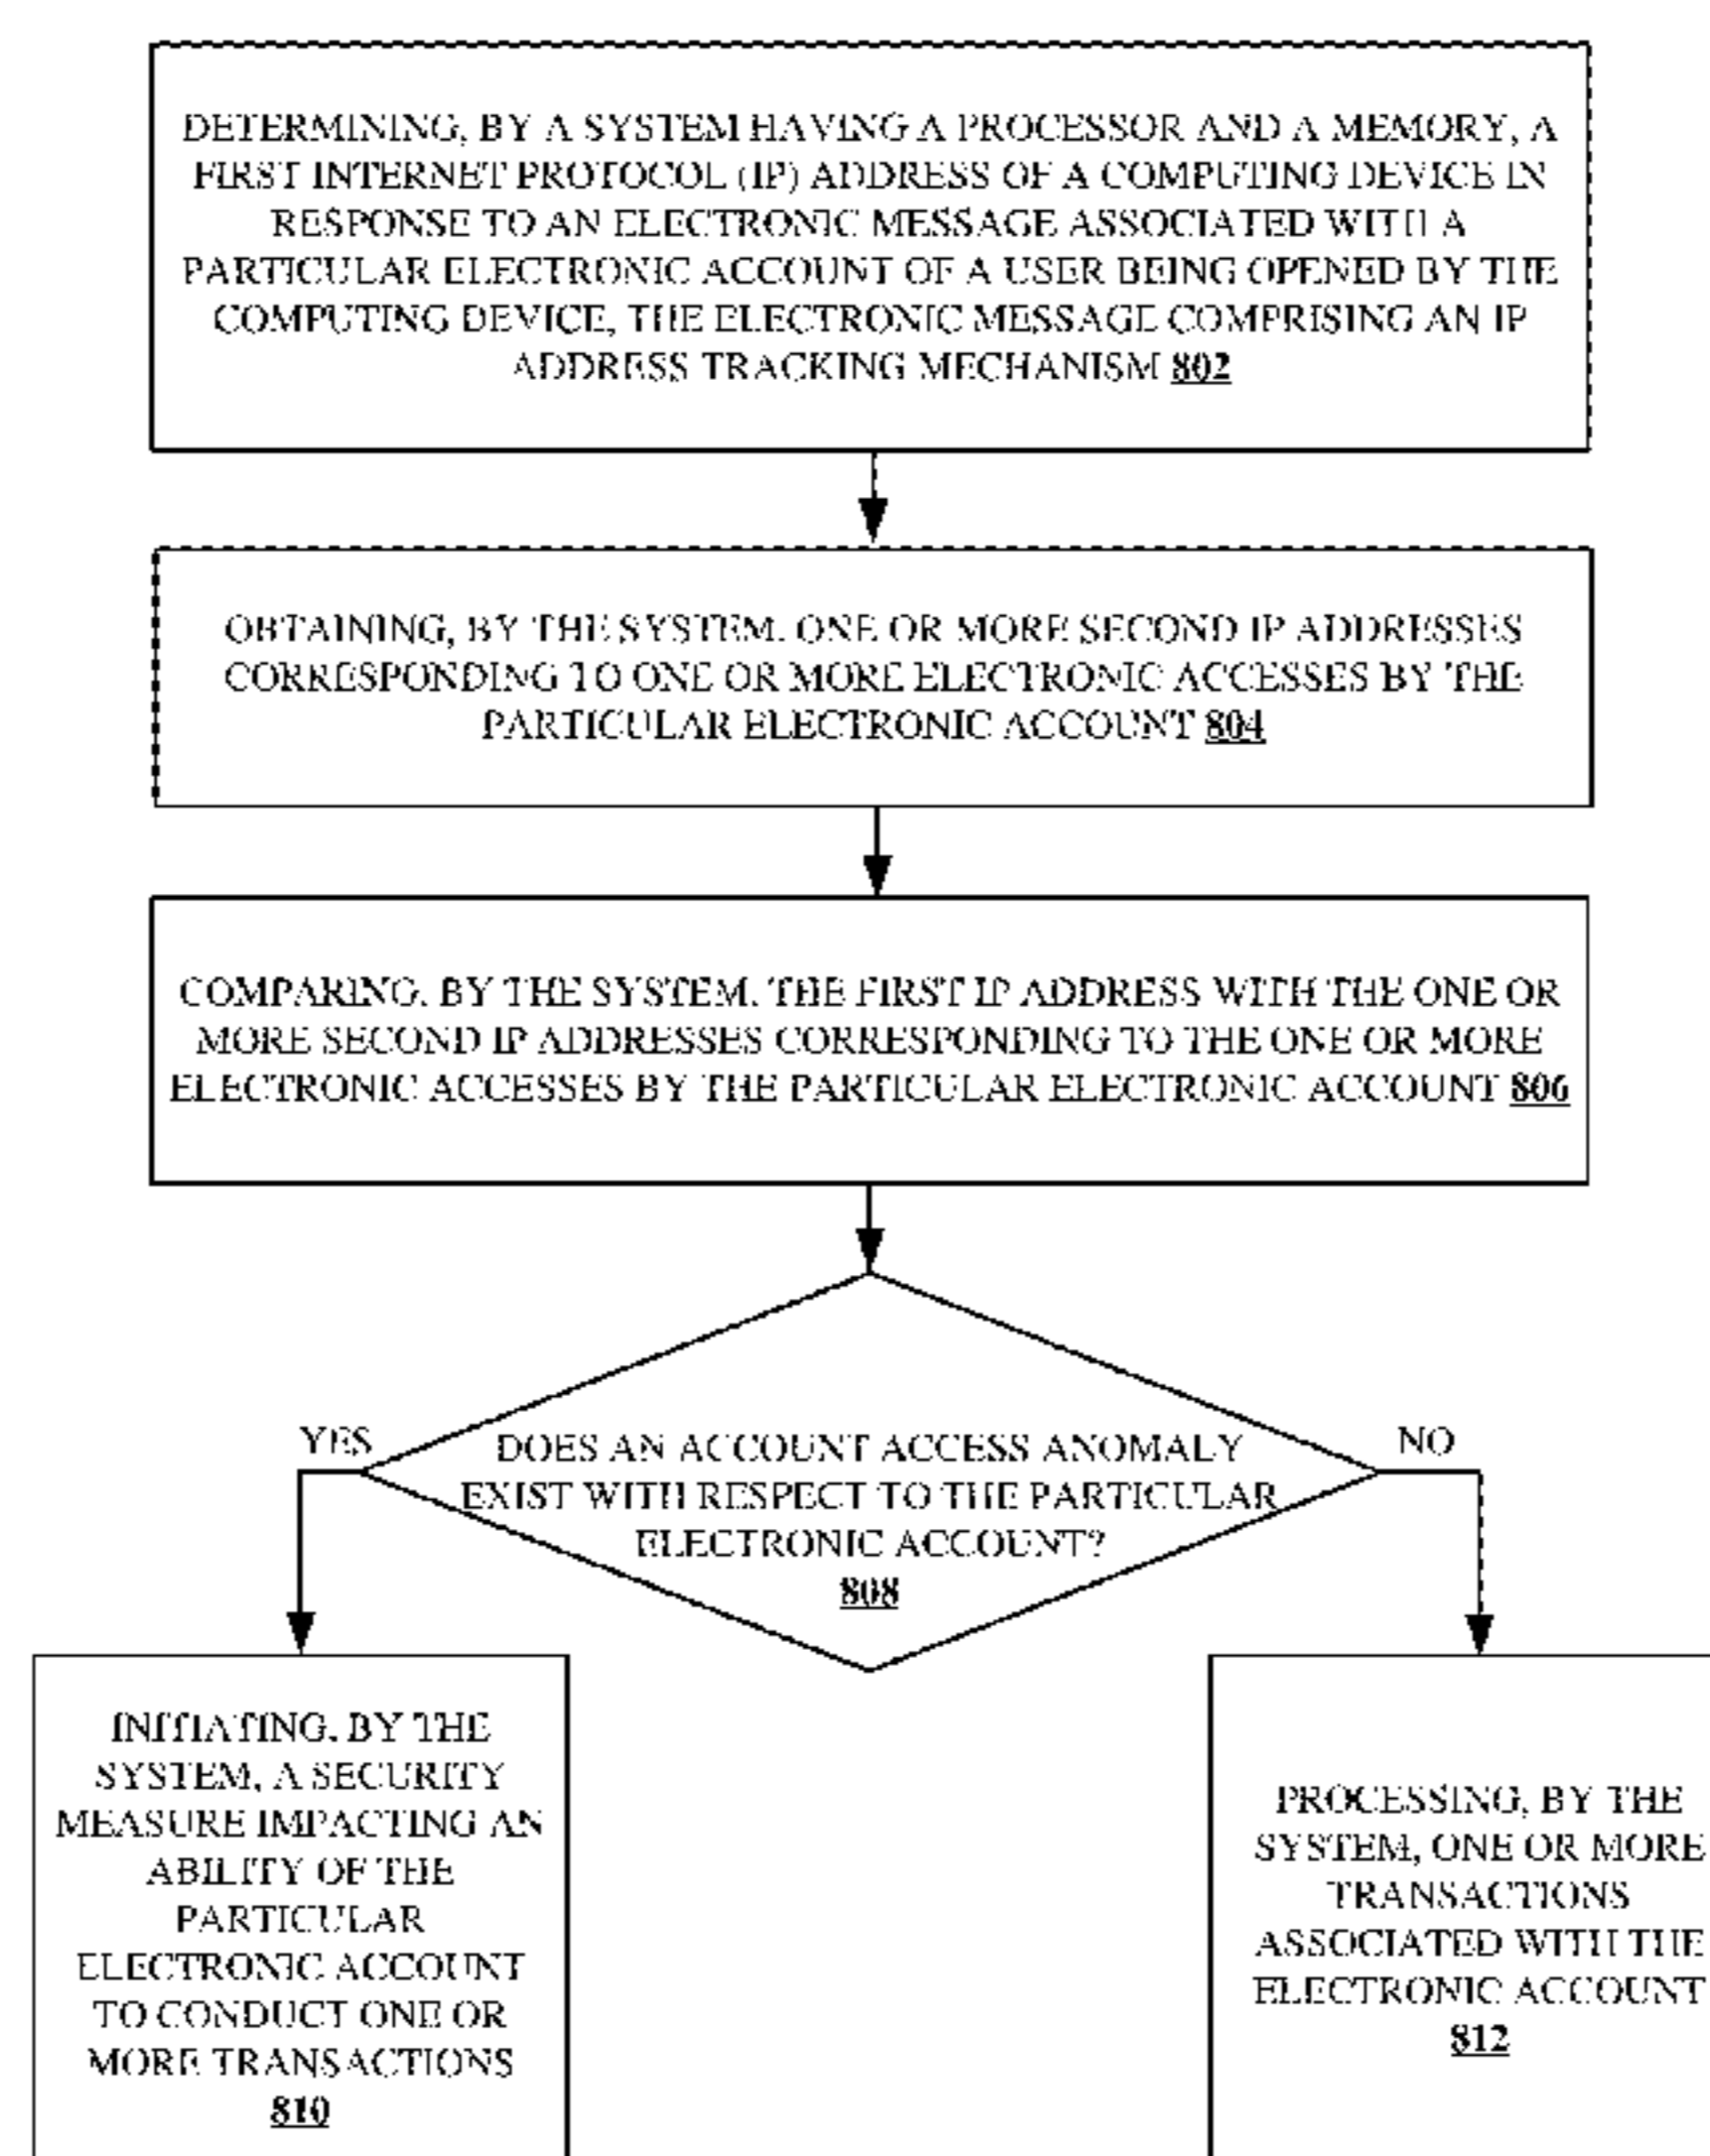 DETERMINING, BY A SYSTEM HAVING A PROCESSOR AND A MEMORY, A
FIRST INTERNET PROTOCOL (IP) ADDRESS OF A COMPUTING DEVICE IN
RESPONSE TO AN ELECTRONIC MESSAGE ASSOCIATED WITH A
PARTICULAR ELECTRONIC ACCOUNT OF A USER BEING OPENED BY THE
COMPUTING DEVICE, THE ELECTRONIC MESSAGE COMPRISING AN IP
ADDRESS TRACKING MECHANISM 802
OBTAINING, BY THE SYSTEM, ONE OR MORE SECOND IP ADDRESSES
CORRESPONDING TO ONE OR MORE ELECTRONIC ACCESSES BY THE
PARTICULAR ELECTRONIC ACCOUNT 804
COMPARING, BY THE SYSTEM, THE FIRST IP ADDRESS WITH THE ONE OR
MORE SECOND IP ADDRESSES CORRESPONDING TO THE ONE OR MORE
ELECTRONIC ACCESSES BY THE PARTICULAR ELECTRONIC ACCOUNT 806
DOES AN ACCOUNT ACCESS ANOMALY
EXIST WITH RESPECT TO THE PARTICULAR
ELECTRONIC ACCOUNT?
808
YES
NO
INITIATING, BY THE
SYSTEM, A SECURITY
MEASURE IMPACTING AN
ABILITY OF THE
PARTICULAR
ELECTRONIC ACCOUNT
TO CONDUCT ONE OR
MORE TRANSACTIONS
810
PROCESSING, BY THE
SYSTEM, ONE OR MORE
TRANSACTIONS
ASSOCIATED WITH THE
ELECTRONIC ACCOUNT
812